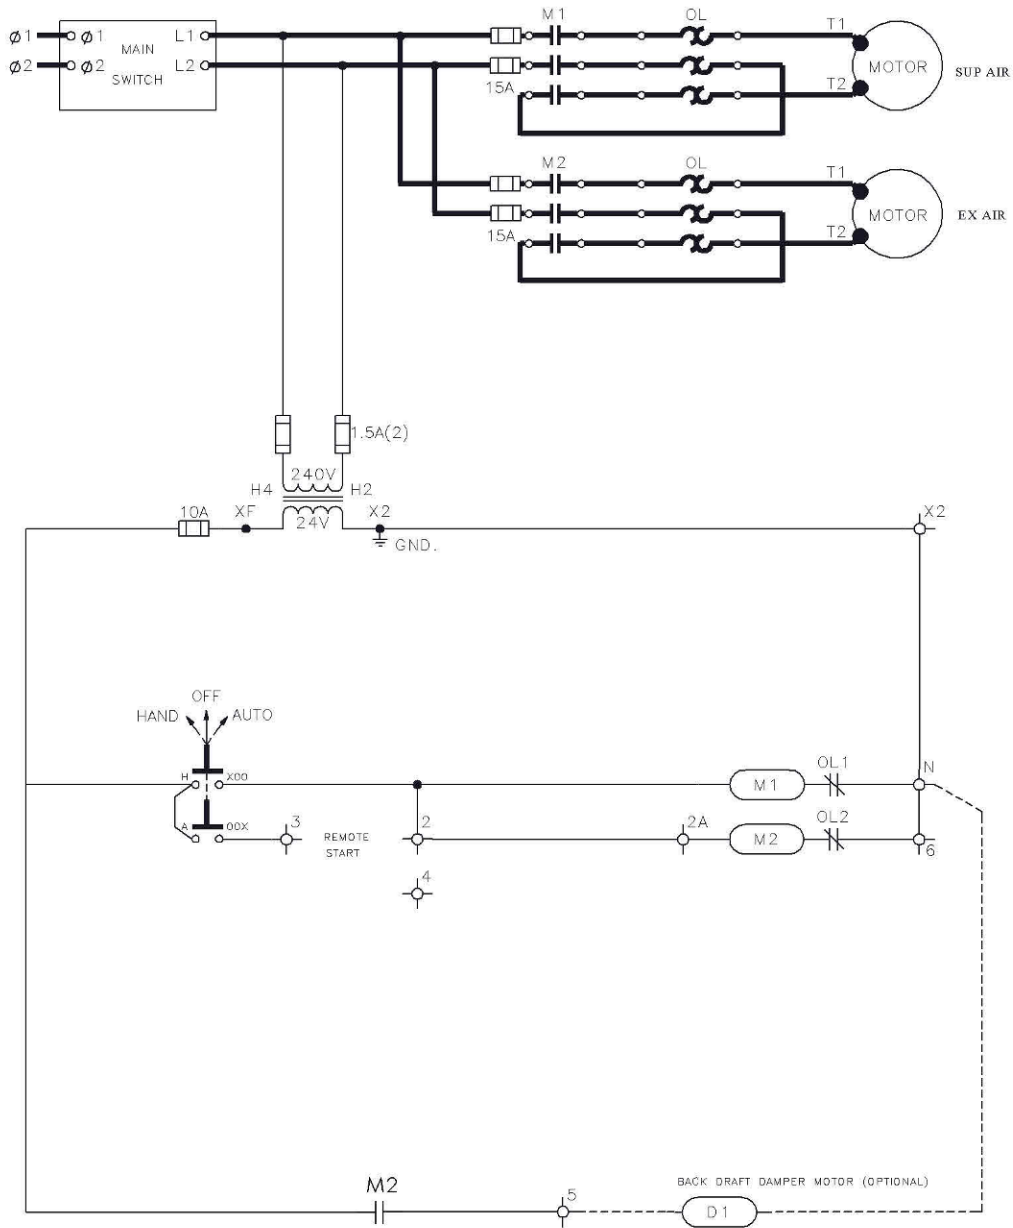 M1 OL T1
ø1 ø1 L1
MAIN
SWITCH
ø2 ø2 L2
MOTOR SUP AIR
15A T2
M2 OL T1
MOTOR EX AIR
15A T2
1.5A(2)
240V
H4 H2
10A XF 24V X2 X2
GND.
OFF
HAND AUTO
H X00
OL1 N
M1
A 00X
3 REMOTE
START
2 2A OL2
M2 6
4
BACK DRAFT DAMPER MOTOR (OPTIONAL)
M2 5 D1